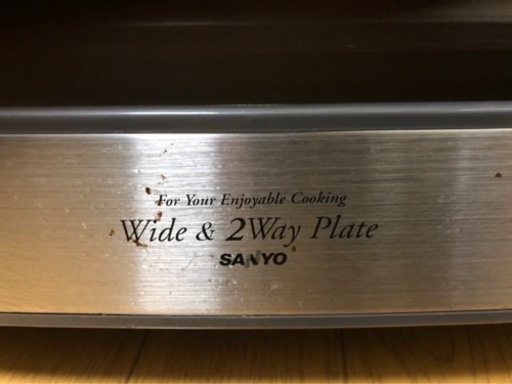 For Your Enjoyable Cooking
Wide & 2Way Plate
SANYO